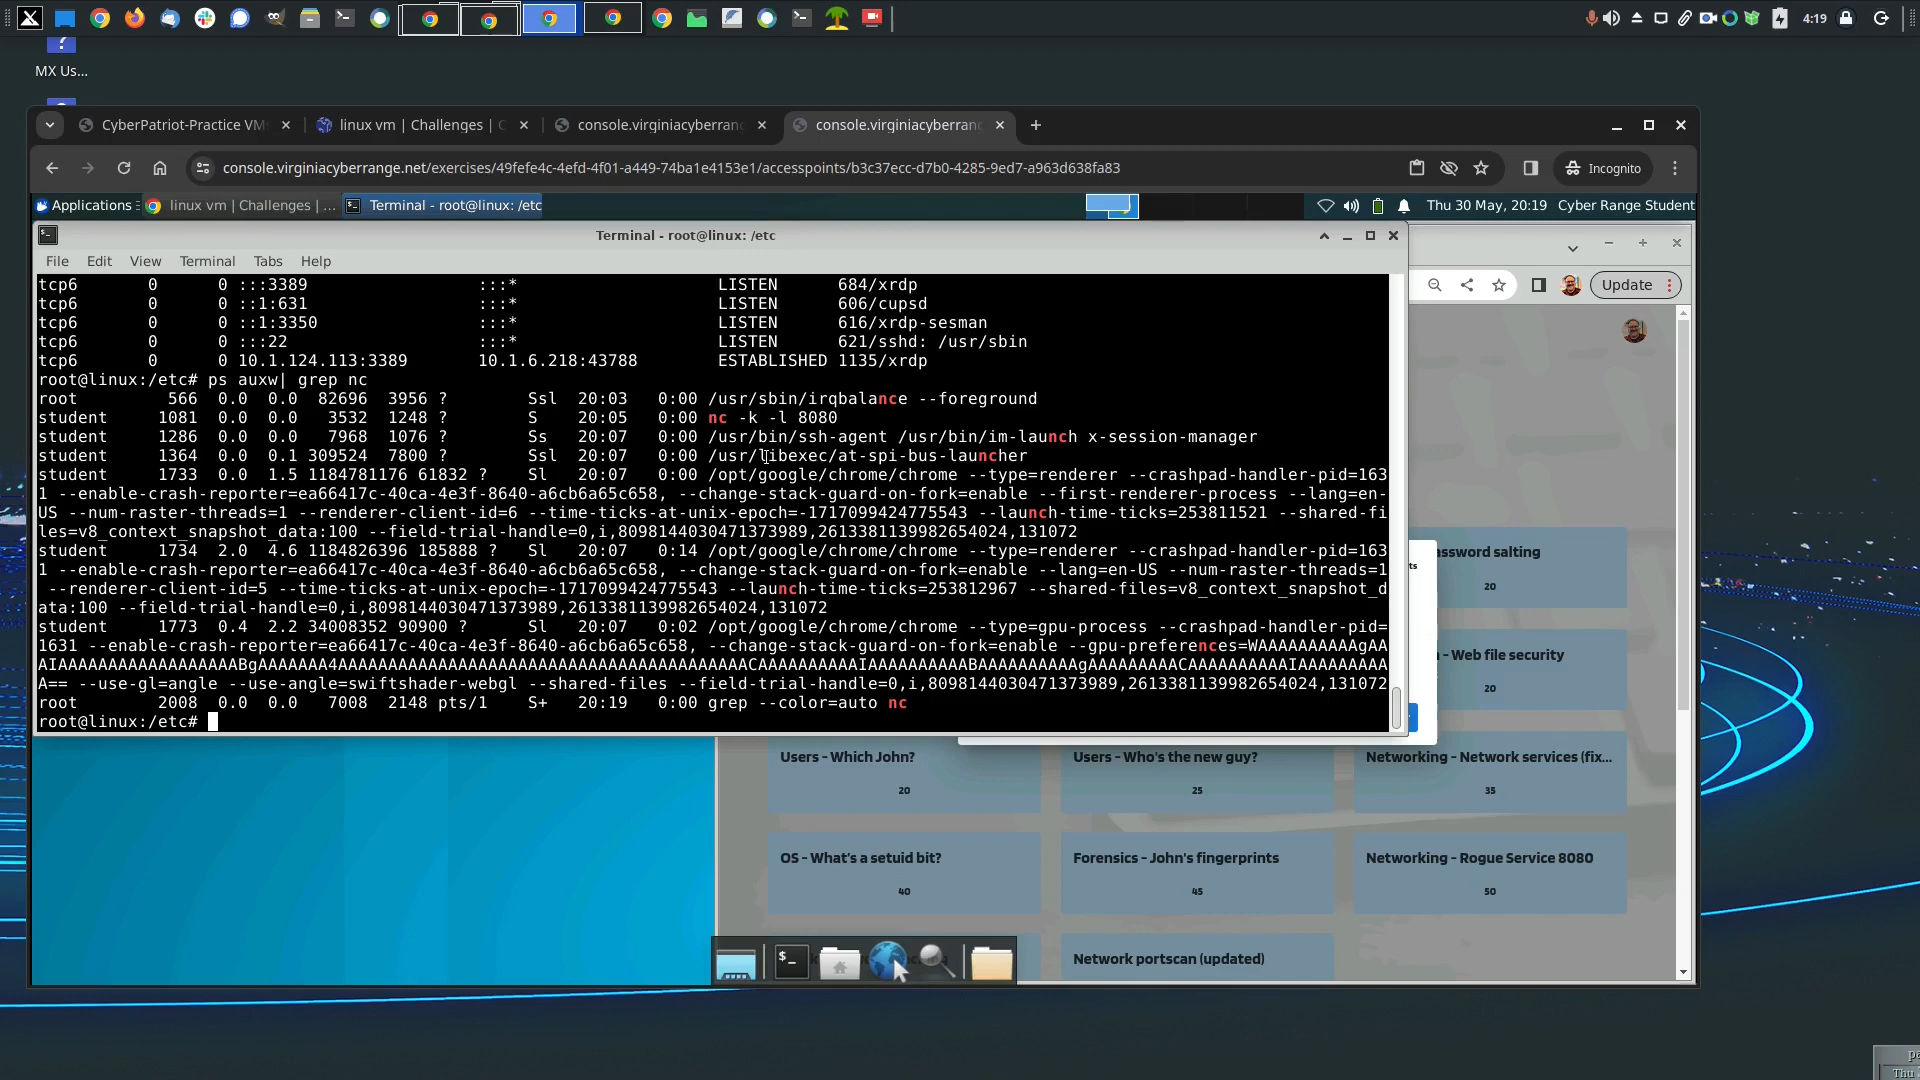 4:19
MX Us...
CyberPatriot-Practice VMs
linux vm | Challenges | C
console.virginiacyberrang
console.virginiacyberrang
console.virginiacyberrange.net/exercises/49fefe4c-4efd-4f01-a449-74ba1e4153e1/accesspoints/b3c37ecc-d7b0-4285-9ed7-a963d638fa83
Incognito
Applications
linux vm | Challenges | ...
Terminal - root@linux: /etc
Thu 30 May, 20:19
Cyber Range Student
Terminal - root@linux: /etc
File Edit View Terminal Tabs Help
Update
tcp6 0 0 :::3389 :::* LISTEN 684/xrdp
tcp6 0 0 ::1:631 :::* LISTEN 606/cupsd
tcp6 0 0 ::1:3350 :::* LISTEN 616/xrdp-sesman
tcp6 0 0 :::22 :::* LISTEN 621/sshd: /usr/sbin
tcp6 0 0 10.1.124.113:3389 10.1.6.218:43788 ESTABLISHED 1135/xrdp
root@linux:/etc# ps auxw| grep nc
root 566 0.0 0.0 82696 3956 ? Ssl 20:03 0:00 /usr/sbin/irqbalance --foreground
student 1081 0.0 0.0 3532 1248 ? S 20:05 0:00 nc -k -l 8080
student 1286 0.0 0.0 7968 1076 ? Ss 20:07 0:00 /usr/bin/ssh-agent /usr/bin/im-launch x-session-manager
student 1364 0.0 0.1 309524 7800 ? Ssl 20:07 0:00 /usr/libexec/at-spi-bus-launcher
student 1733 0.0 1.5 1184781176 61832 ? Sl 20:07 0:00 /opt/google/chrome/chrome --type=renderer --crashpad-handler-pid=163
1 --enable-crash-reporter=ea66417c-40ca-4e3f-8640-a6cb6a65c658, --change-stack-guard-on-fork=enable --first-renderer-process --lang=en-
US --num-raster-threads=1 --renderer-client-id=6 --time-ticks-at-unix-epoch=-1717099424775543 --launch-time-ticks=253811521 --shared-fi
les=v8_context_snapshot_data:100 --field-trial-handle=0,i,8098144030471373989,2613381139982654024,131072
student 1734 2.0 4.6 1184826396 185888 ? Sl 20:07 0:14 /opt/google/chrome/chrome --type=renderer --crashpad-handler-pid=163
1 --enable-crash-reporter=ea66417c-40ca-4e3f-8640-a6cb6a65c658, --change-stack-guard-on-fork=enable --lang=en-US --num-raster-threads=1
--renderer-client-id=5 --time-ticks-at-unix-epoch=-1717099424775543 --launch-time-ticks=253812967 --shared-files=v8_context_snapshot_d
ata:100 --field-trial-handle=0,i,8098144030471373989,2613381139982654024,131072
student 1773 0.4 2.2 34008352 90900 ? Sl 20:07 0:02 /opt/google/chrome/chrome --type=gpu-process --crashpad-handler-pid=
1631 --enable-crash-reporter=ea66417c-40ca-4e3f-8640-a6cb6a65c658, --change-stack-guard-on-fork=enable --gpu-preferences=WAAAAAAAAAAgAA
A== --use-gl=angle --use-angle=swiftshader-webgl --shared-files --field-trial-handle=0,i,8098144030471373989,2613381139982654024,131072
root 2008 0.0 0.0 7008 2148 pts/1 S+ 20:19 0:00 grep --color=auto nc
root@linux:/etc#
ts
assword salting
20
- Web file security
20
Users - Which John?
20
Users - Who's the new guy?
25
Networking - Network services (fix...
35
OS - What's a setuid bit?
40
Forensics - John's fingerprints
45
Networking - Rogue Service 8080
50
Network portscan (updated)
pa
Thu